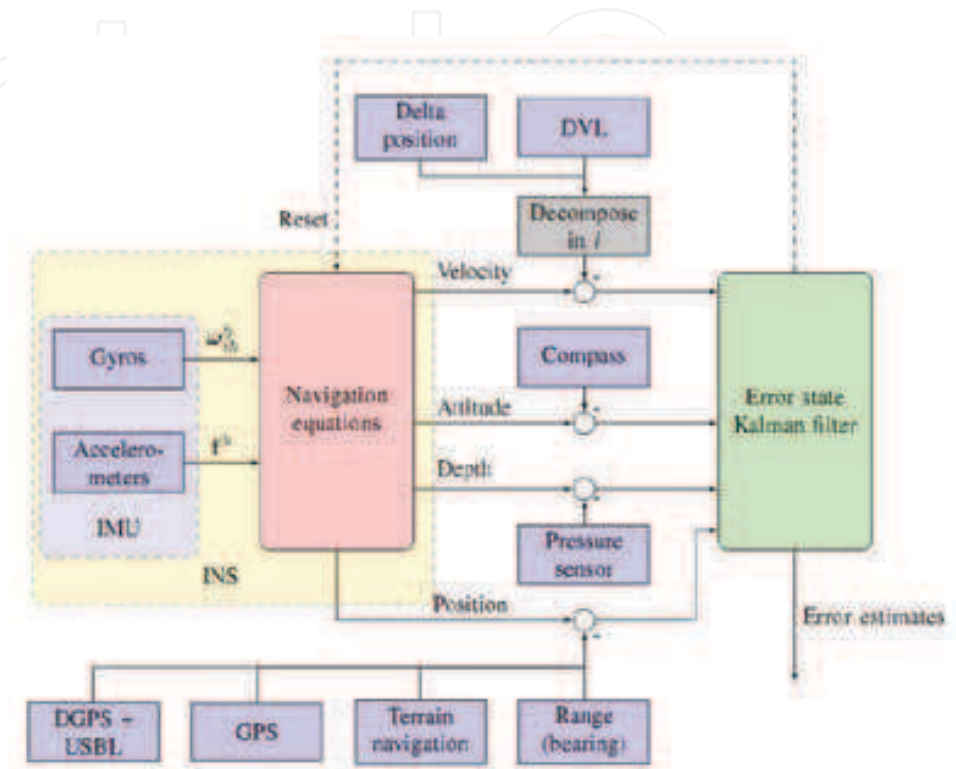 Delta
position
DVL
Reset
Decompose
in l
Velocity
Gyros
Compass
Navigation
equations
Attitude
Error state
Kalman filter
Accelero-
meters
Depth
IMU
Pressure
sensor
INS
Position
Error estimates
DGPS +
USBL
GPS
Terrain
navigation
Range
(bearing)